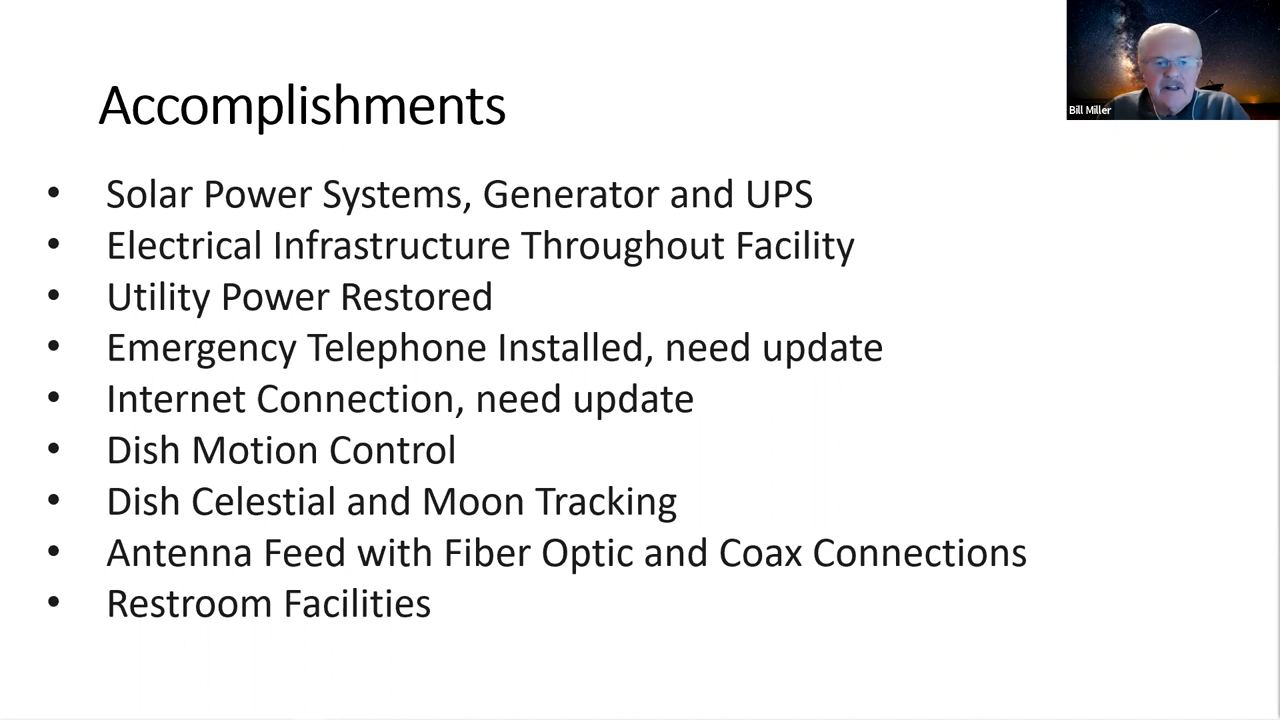 Accomplishments
Bill Miller
• Solar Power Systems, Generator and UPS
• Electrical Infrastructure Throughout Facility
• Utility Power Restored
• Emergency Telephone Installed, need update
• Internet Connection, need update
• Dish Motion Control
• Dish Celestial and Moon Tracking
• Antenna Feed with Fiber Optic and Coax Connections
• Restroom Facilities